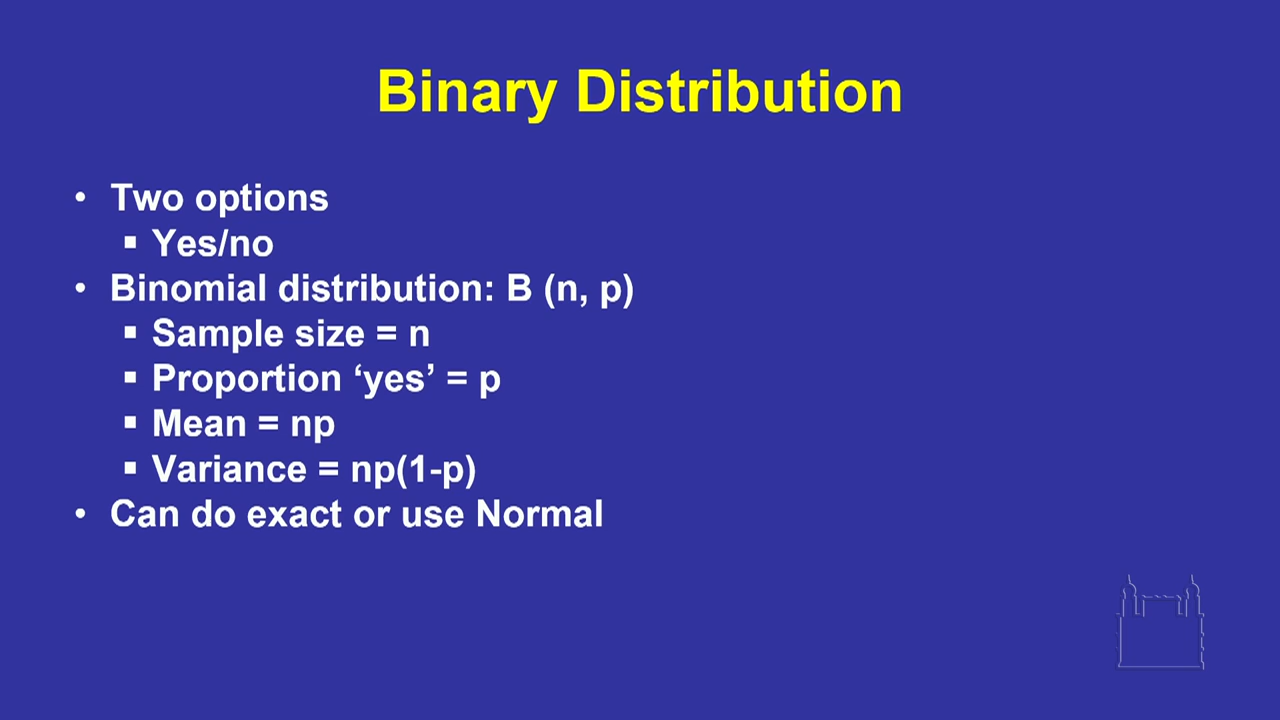 Binary Distribution
• Two options
▪ Yes/no
• Binomial distribution: B (n, p)
▪ Sample size = n
▪ Proportion ‘yes’ = p
▪ Mean = np
▪ Variance = np(1-p)
• Can do exact or use Normal